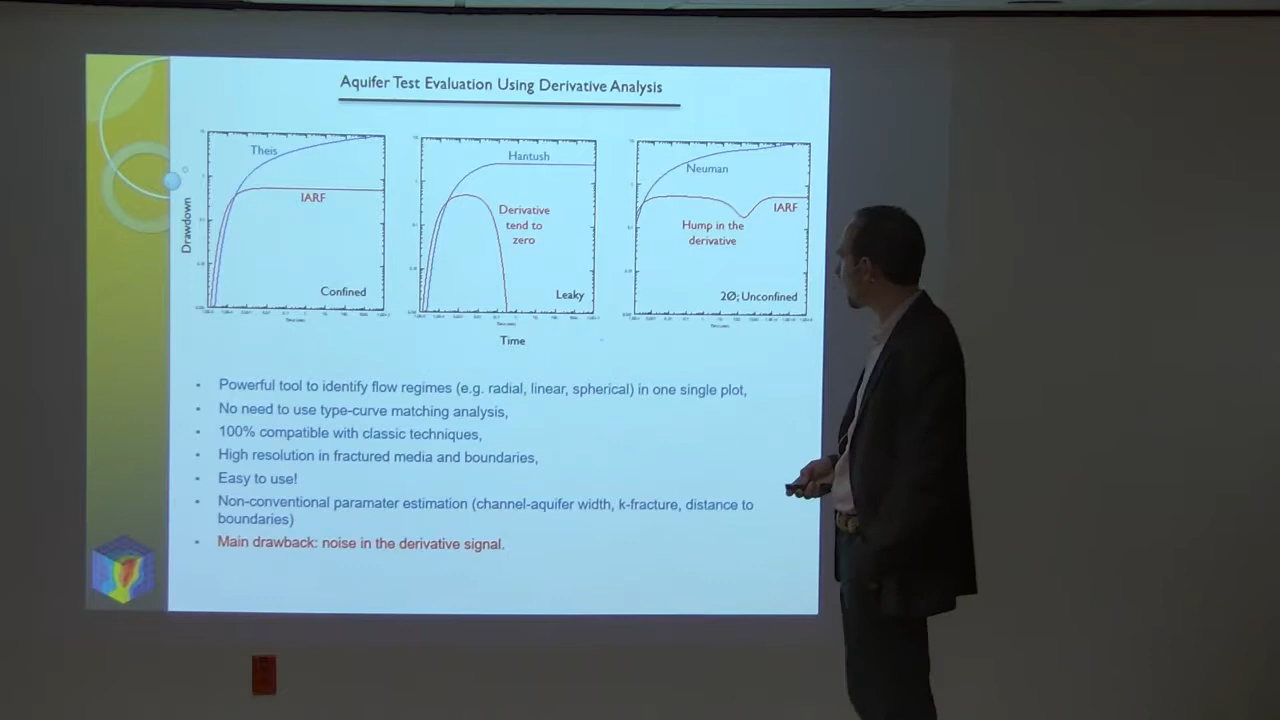 Aquifer Test Evaluation Using Derivative Analysis
Theis
IARF
Confined
Hantush
Derivative
tend to
zero
Leaky
Neuman
Hump in the
derivative
IARF
2Ø; Unconfined
Drawdown
Time
Powerful tool to identify flow regimes (e.g. radial, linear, spherical) in one single plot,
No need to use type-curve matching analysis,
100% compatible with classic techniques,
High resolution in fractured media and boundaries,
Easy to use!
Non-conventional paramater estimation (channel-aquifer width, k-fracture, distance to
boundaries)
Main drawback: noise in the derivative signal.